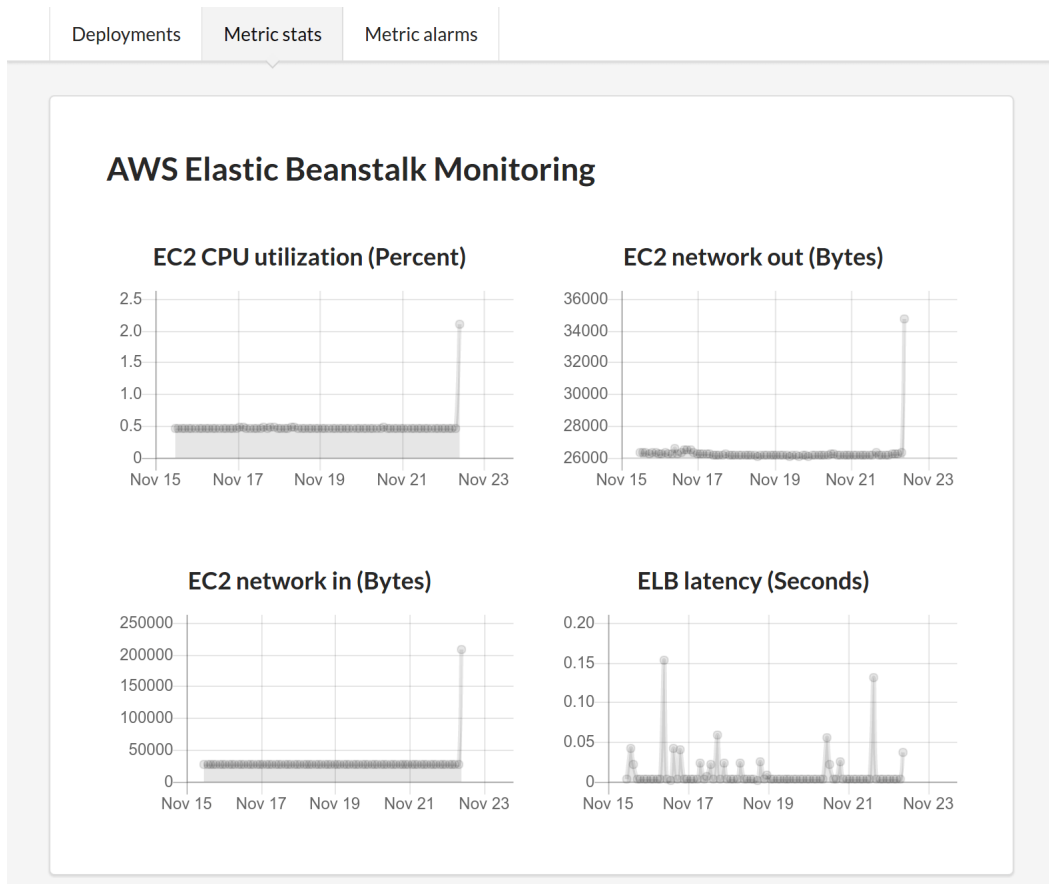 Deployments Metric stats Metric alarms
AWS Elastic Beanstalk Monitoring
EC2 CPU utilization (Percent)
2.5
2.0
1.5
1.0
0.5
0
Nov 15 Nov 17 Nov 19 Nov 21 Nov 23
EC2 network out (Bytes)
36000
34000
32000
30000
28000
26000
Nov 15 Nov 17 Nov 19 Nov 21 Nov 23
EC2 network in (Bytes)
250000
200000
150000
100000
50000
0
Nov 15 Nov 17 Nov 19 Nov 21 Nov 23
ELB latency (Seconds)
0.20
0.15
0.10
0.05
0
Nov 15 Nov 17 Nov 19 Nov 21 Nov 23